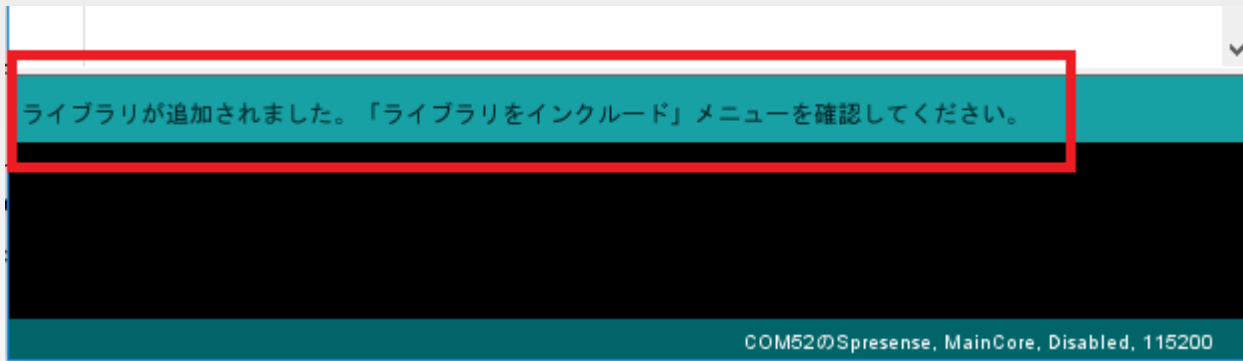 ライブラリが追加されました。「ライブラリをインクルード」メニューを確認してください。
COM52のSpresense, MainCore, Disabled, 115200